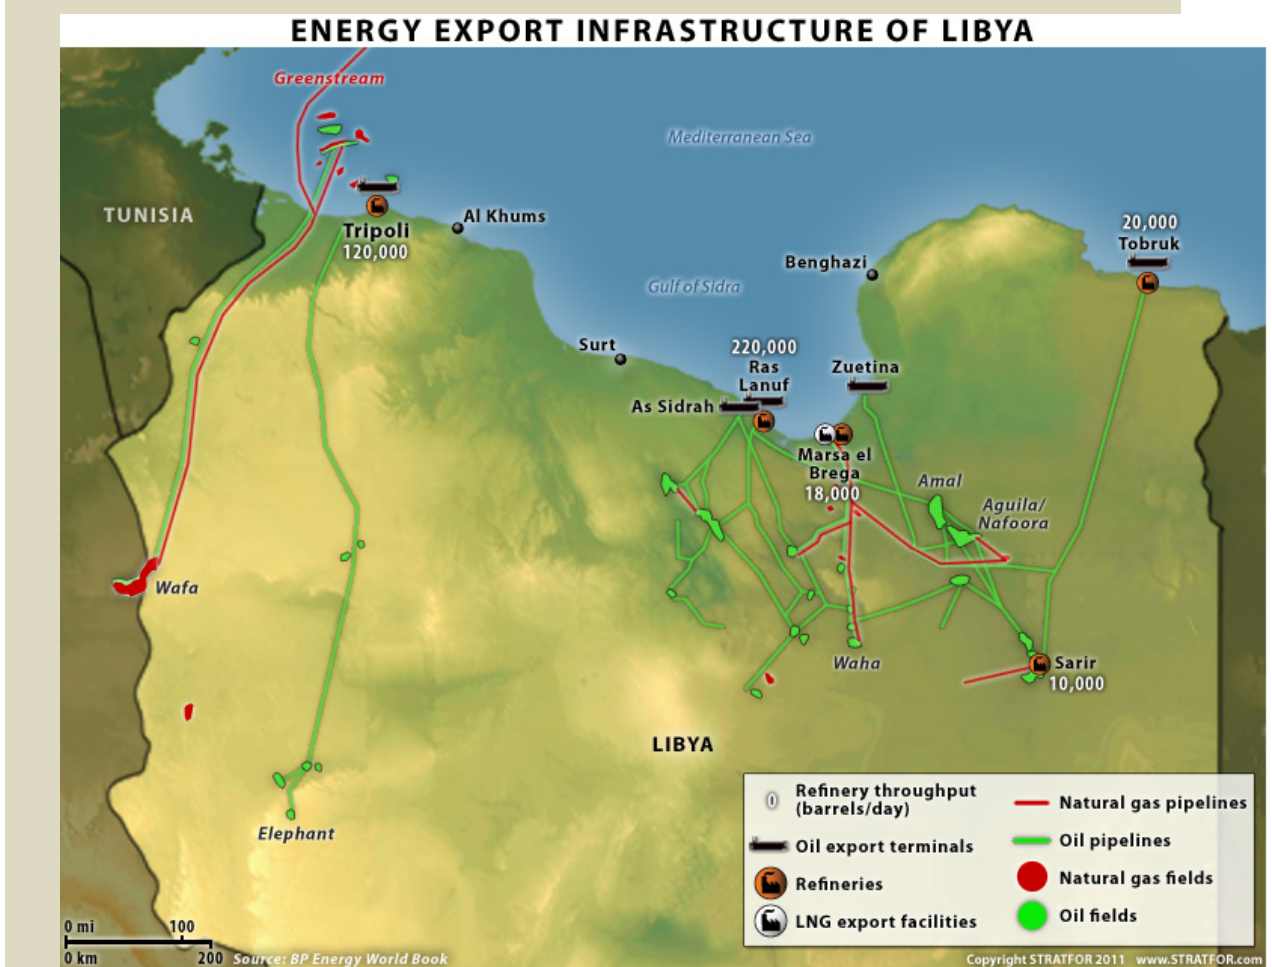 ENERGY EXPORT INFRASTRUCTURE OF LIBYA
Greenstream
Mediterranean Sea
TUNISIA
Al Khums
Tripoli
120,000
20,000
Tobruk
Benghazi
Gulf of Sidra
Surt
220,000
Ras
Lanuf
Zuetina
As Sidrah
Marsa el
Brega
18,000
Amal
Aguila/
Nafoora
Wafa
Waha
Sarir
10,000
LIBYA
Elephant
0 Refinery throughput
(barrels/day)
Oil export terminals
Refineries
LNG export facilities
Natural gas pipelines
Oil pipelines
Natural gas fields
Oil fields
0 mi 100
0 km 200
Source: BP Energy World Book
Copyright STRATFOR 2011 www.STRATFOR.com